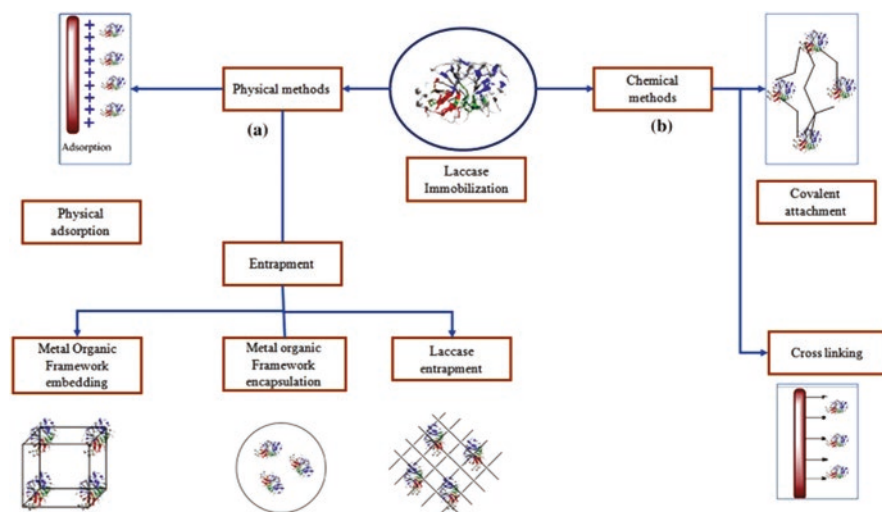 Adsorption
Physical methods
(a)
Laccase
Immobilization
Chemical
methods
(b)
Covalent
attachment
Physical
adsorption
Entrapment
Metal Organic
Framework
embedding
Metal organic
Framework
encapsulation
Laccase
entrapment
Cross linking